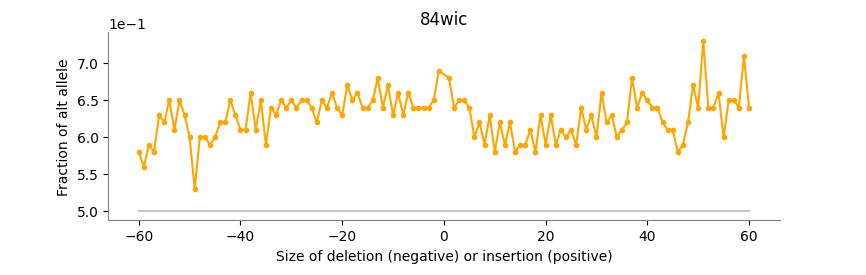 84wic
1e−1
Fraction of alt allele
7.0
6.5
6.0
5.5
5.0
−60 −40 −20 0 20 40 60
Size of deletion (negative) or insertion (positive)